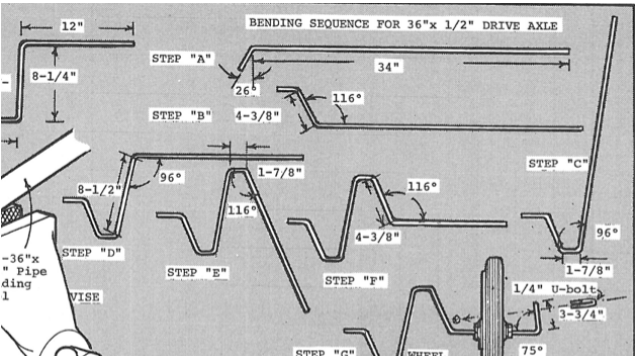 12"
BENDING SEQUENCE FOR 36"x 1/2" DRIVE AXLE
8-1/4"
STEP "A"
34"
26°
STEP "B"
4-3/8"
116°
STEP "C"
96°
1-7/8"
8-1/2"
96°
1-7/8"
116°
STEP "D"
STEP "E"
116°
4-3/8"
STEP "F"
-36"x
" Pipe
ding
VISE
1/4" U-bolt
3-3/4"
75°
STEP "G"
WHEEL